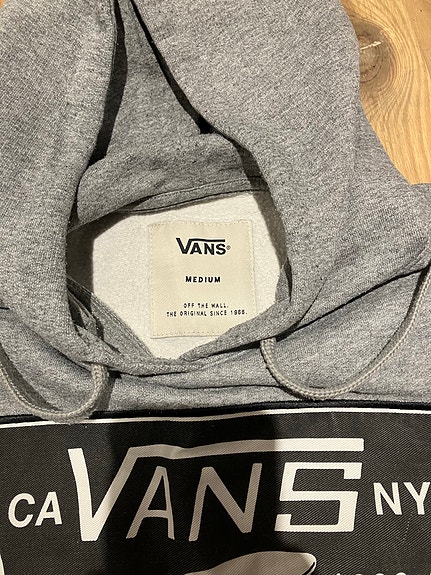 VANS®
MEDIUM
OFF THE WALL.
THE ORIGINAL SINCE 1966.
CA VANS NY